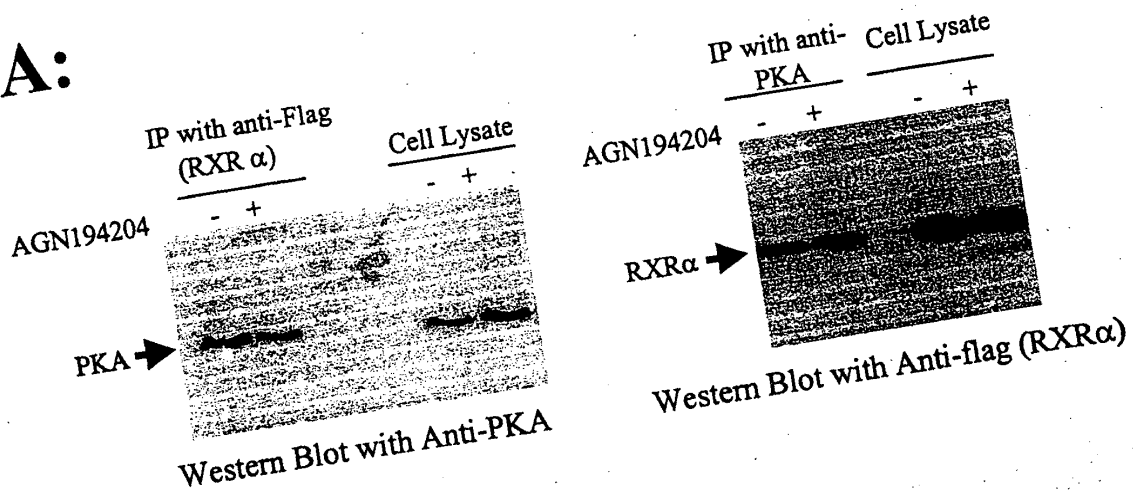 A:
IP with anti-Flag
(RXR α)
Cell Lysate
- +
- +
AGN194204
PKA
Western Blot with Anti-PKA
IP with anti-
PKA
Cell Lysate
- +
- +
AGN194204
RXRα
Western Blot with Anti-flag (RXRα)